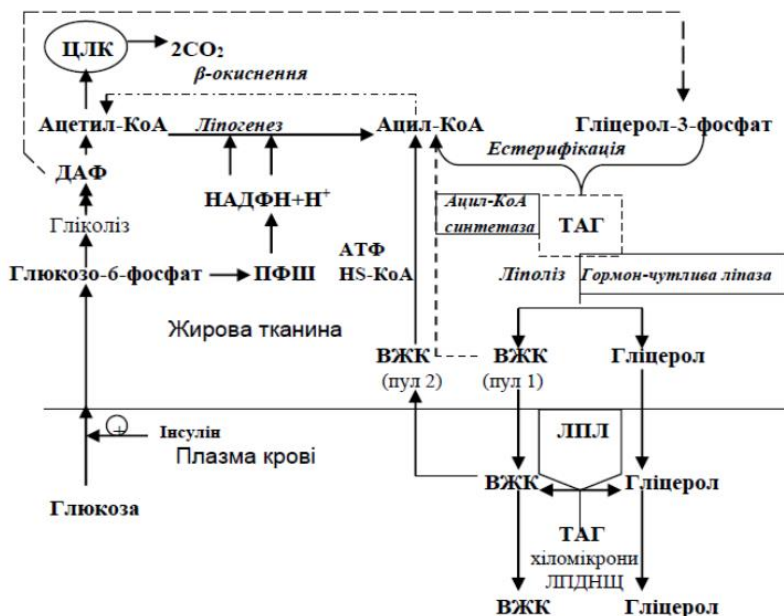 ЦЛК 2CO₂
β-окиснення
Ацетил-КоА Ліпогенез Ацил-КоА Гліцерол-3-фосфат
Естерифікація
ДАФ
НАДФН+Н⁺ Ацил-КоА синтетаза ТАГ
Гліколіз
АТФ
Глюкозо-6-фосфат ПФШ HS-КоА Ліполіз Гормон-чутлива ліпаза
Жирова тканина
ВЖК ВЖК Гліцерол
(пул 2) (пул 1)
+ Інсулін ЛПЛ
Плазма крові
Глюкоза ВЖК Гліцерол
ТАГ
хіломікрони
ЛПДНЩ
ВЖК Гліцерол